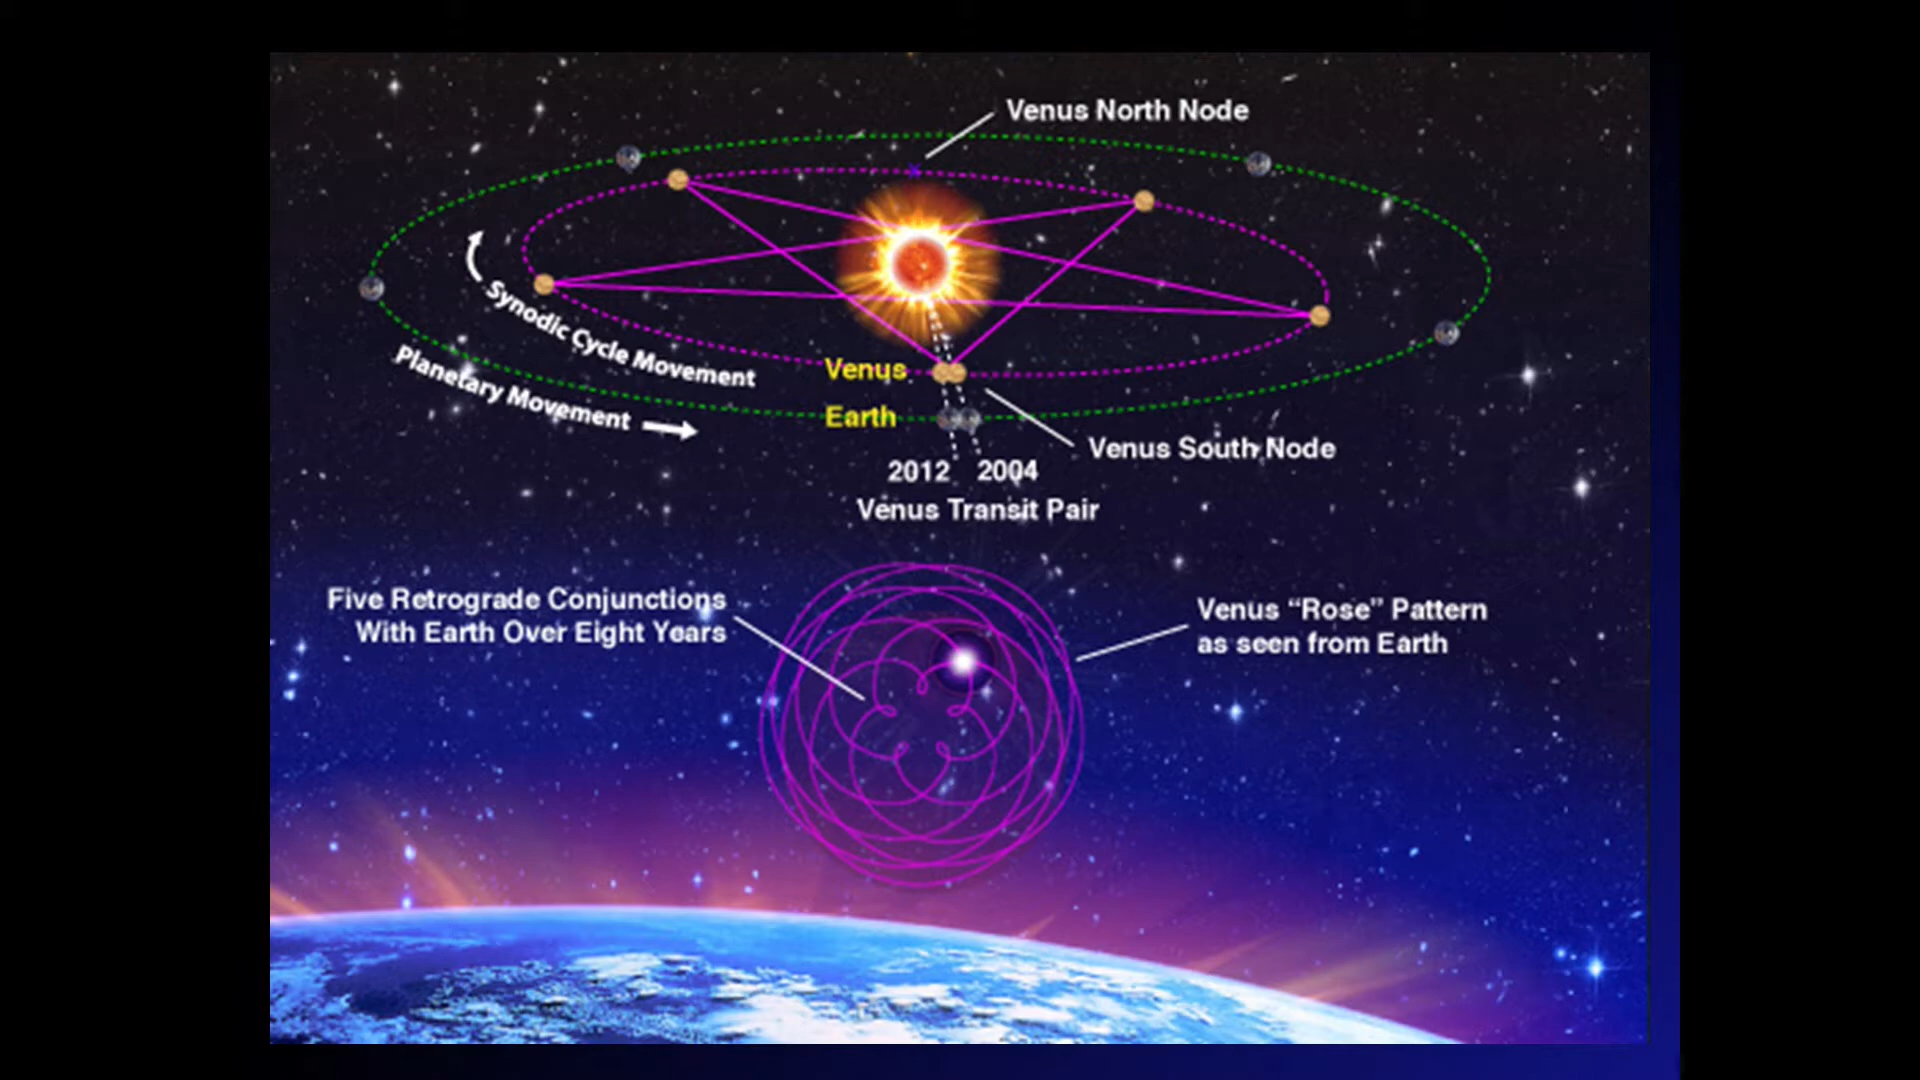 Venus North Node
Synodic Cycle Movement
Planetary Movement
Venus
Earth
Venus South Node
2012 2004
Venus Transit Pair
Five Retrograde Conjunctions
With Earth Over Eight Years
Venus “Rose” Pattern
as seen from Earth